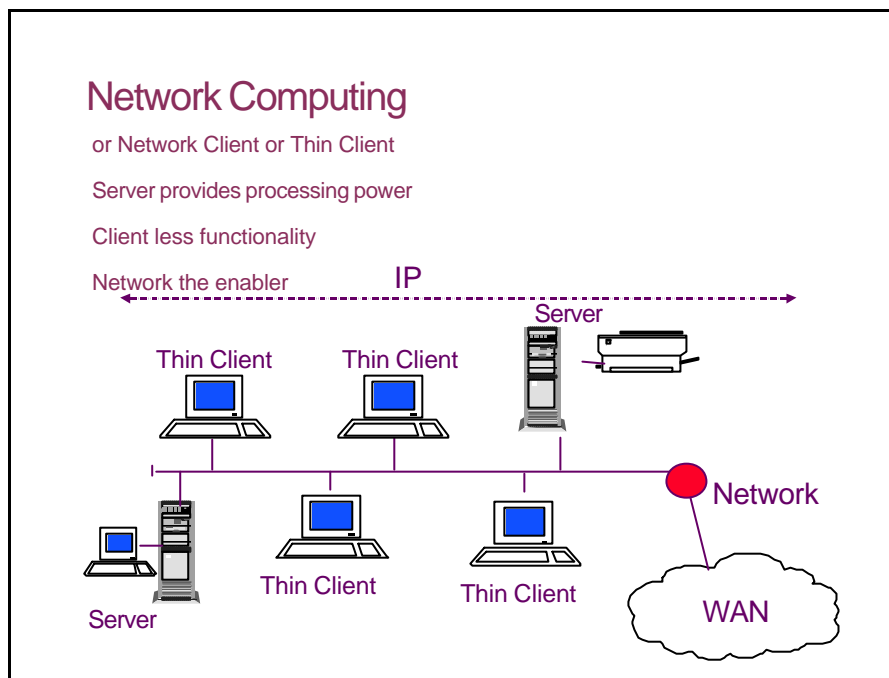 Network Computing
or Network Client or Thin Client
Server provides processing power
Client less functionality
Network the enabler
IP
Server
Thin Client
Thin Client
Network
Thin Client
Thin Client
Server
WAN